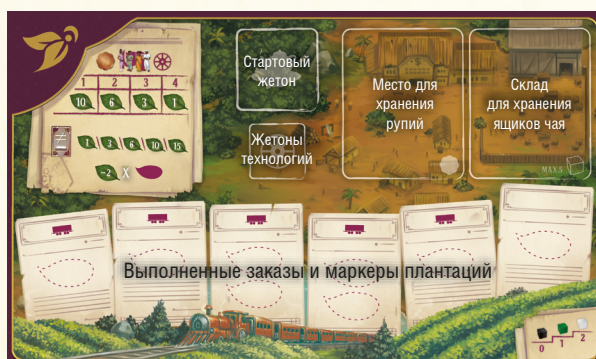 1 2 3 4
10 6 3 1
1 3 6 10 15
-2 X
Стартовый
жетон
Жетоны
технологий
Место для
хранения
рупий
Склад
для хранения
ящиков чая
MAX.5
Выполненные заказы и маркеры плантаций
0 1 2